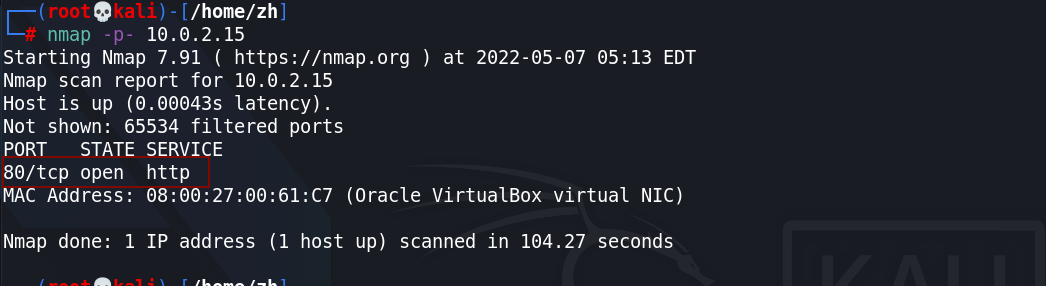 ┌──(root💀kali)-[/home/zh]
└─# nmap -p- 10.0.2.15
Starting Nmap 7.91 ( https://nmap.org ) at 2022-05-07 05:13 EDT
Nmap scan report for 10.0.2.15
Host is up (0.00043s latency).
Not shown: 65534 filtered ports
PORT   STATE SERVICE
80/tcp open  http
MAC Address: 08:00:27:00:61:C7 (Oracle VirtualBox virtual NIC)
Nmap done: 1 IP address (1 host up) scanned in 104.27 seconds
┌──(root💀kali)-[/home/zh]
KALI